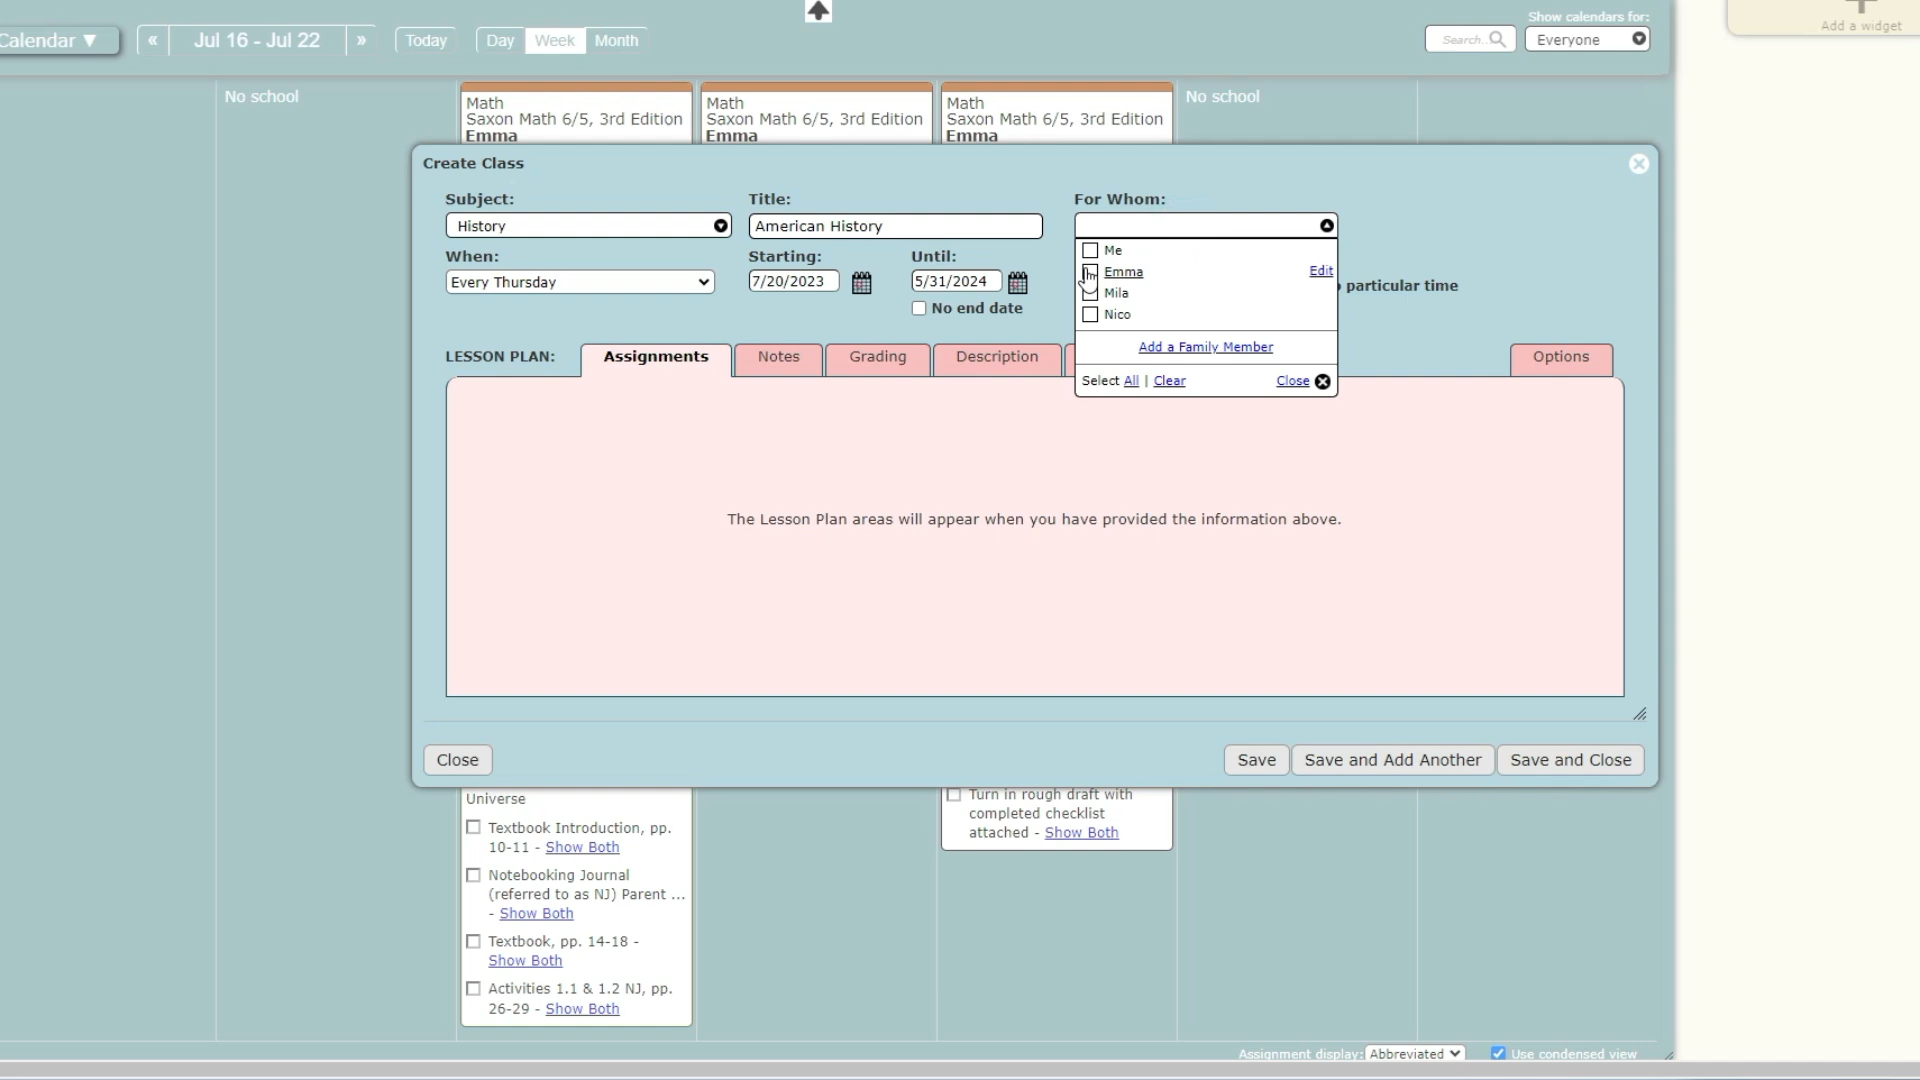 Calendar ▼
«
Jul 16 - Jul 22
»
Today
Day
Week
Month
Search...
Show calendars for:
Everyone
Add a widget
No school
Math
Saxon Math 6/5, 3rd Edition
Emma
Math
Saxon Math 6/5, 3rd Edition
Emma
Math
Saxon Math 6/5, 3rd Edition
Emma
No school
Create Class
Subject:
History
Title:
American History
For Whom:
Me
Emma
Edit
Mila
Nico
Add a Family Member
Select All | Clear
Close
When:
Every Thursday
Starting:
7/20/2023
Until:
5/31/2024
No end date
particular time
LESSON PLAN:
Assignments
Notes
Grading
Description
Options
The Lesson Plan areas will appear when you have provided the information above.
Close
Save
Save and Add Another
Save and Close
Universe
Textbook Introduction, pp.
10-11 - Show Both
Notebooking Journal
(referred to as NJ) Parent ...
- Show Both
Textbook, pp. 14-18 -
Show Both
Activities 1.1 & 1.2 NJ, pp.
26-29 - Show Both
Turn in rough draft with
completed checklist
attached - Show Both
Assignment display: Abbreviated
Use condensed view